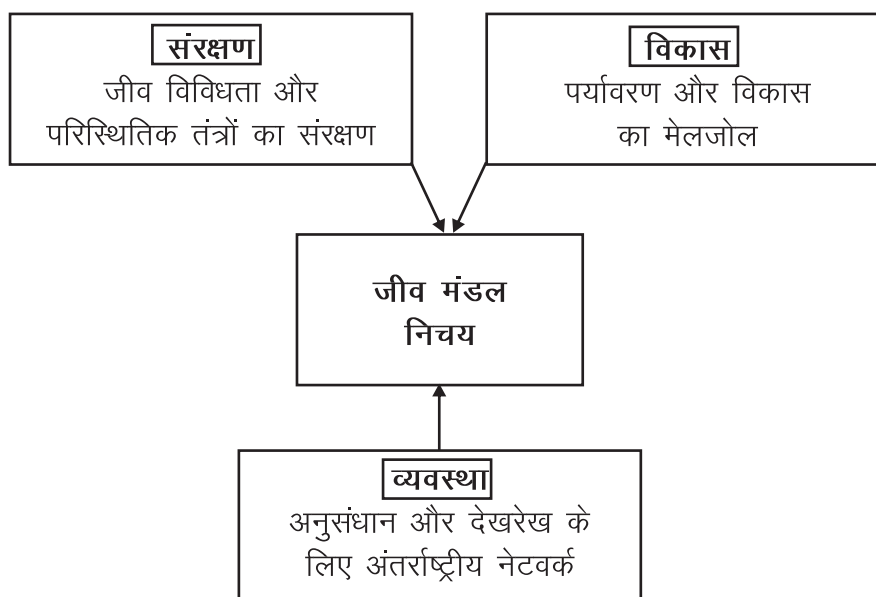 संरक्षण
जीव विविधता और
परिस्थितिक तंत्रों का संरक्षण
विकास
पर्यावरण और विकास
का मेलजोल
जीव मंडल
निचय
व्यवस्था
अनुसंधान और देखरेख के
लिए अंतर्राष्ट्रीय नेटवर्क